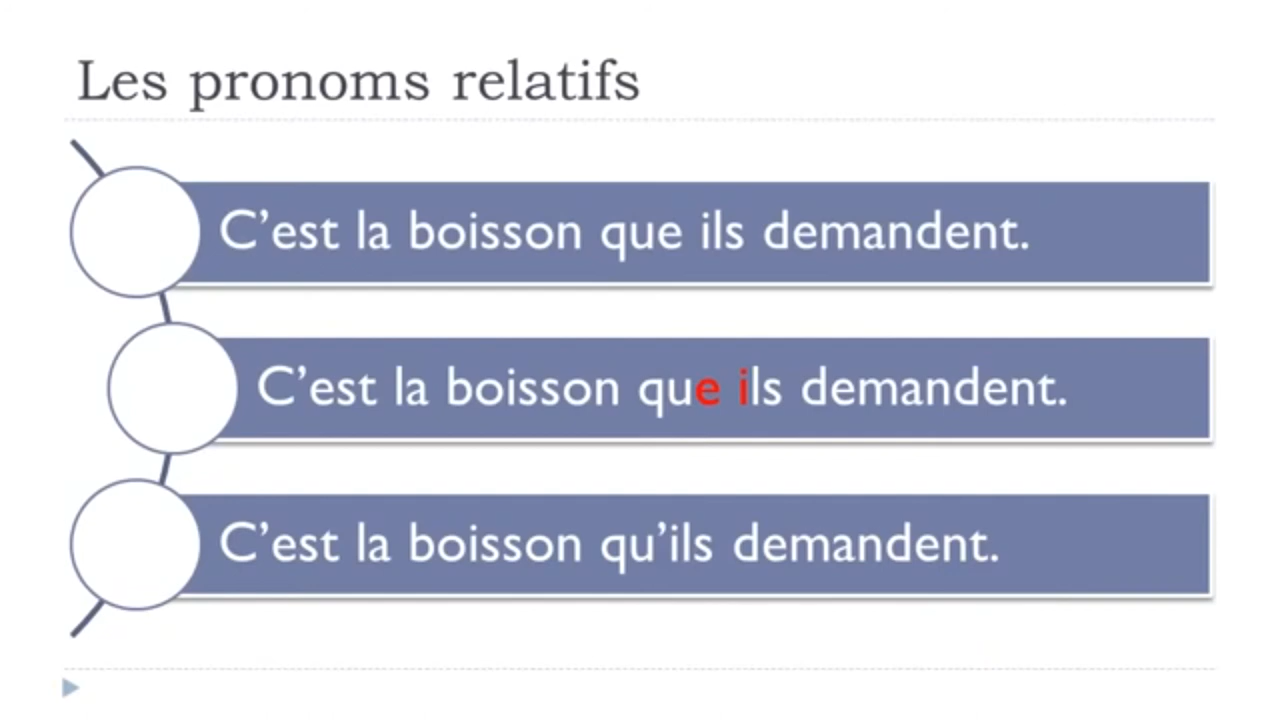 Les pronoms relatifs
C’est la boisson que ils demandent.
C’est la boisson que ils demandent.
C’est la boisson qu’ils demandent.